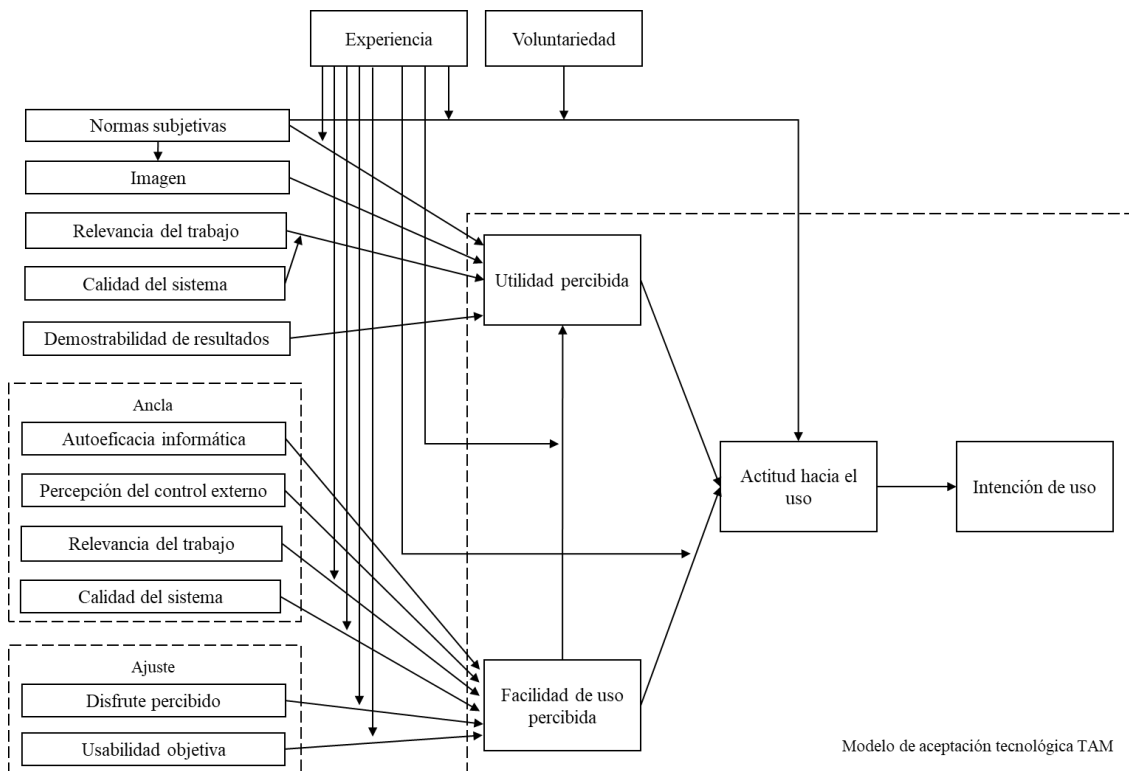 Experiencia
Voluntariedad
Normas subjetivas
Imagen
Relevancia del trabajo
Calidad del sistema
Demostrabilidad de resultados
Utilidad percibida
Ancla
Autoeficacia informática
Percepción del control externo
Relevancia del trabajo
Calidad del sistema
Actitud hacia el
uso
Intención de uso
Ajuste
Disfrute percibido
Usabilidad objetiva
Facilidad de uso
percibida
Modelo de aceptación tecnológica TAM